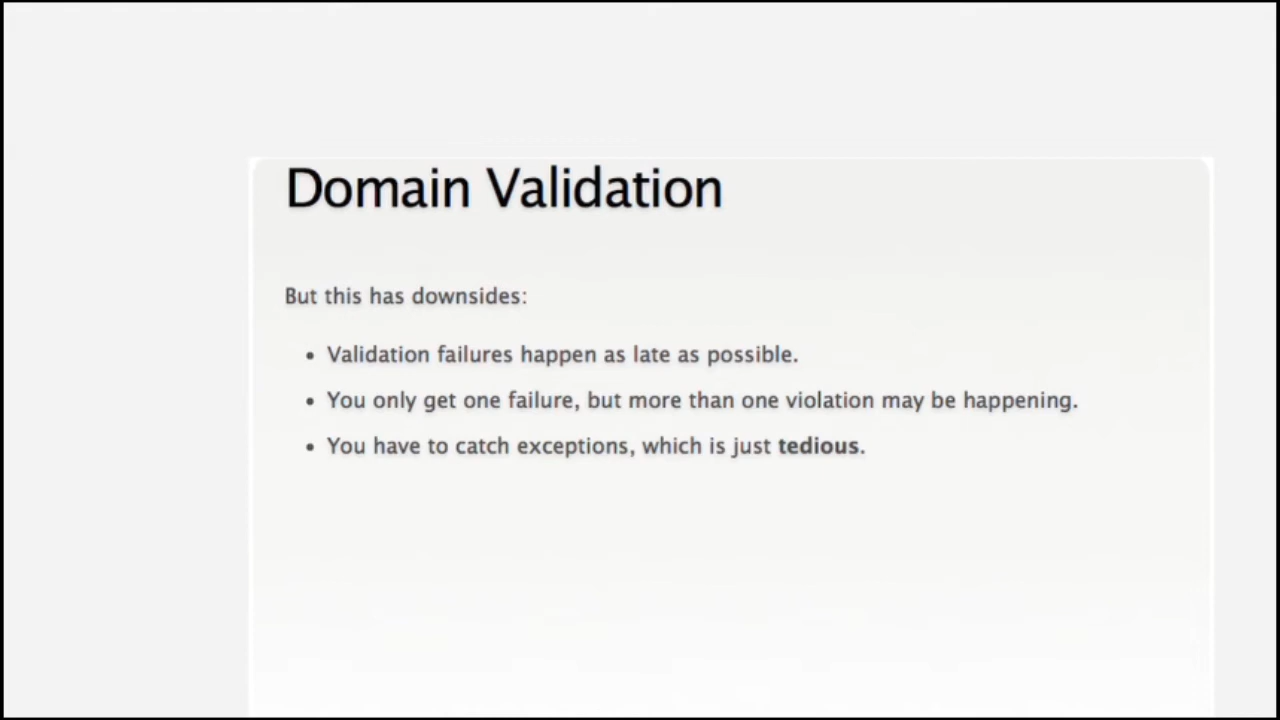 Domain Validation
But this has downsides:
• Validation failures happen as late as possible.
• You only get one failure, but more than one violation may be happening.
• You have to catch exceptions, which is just tedious.